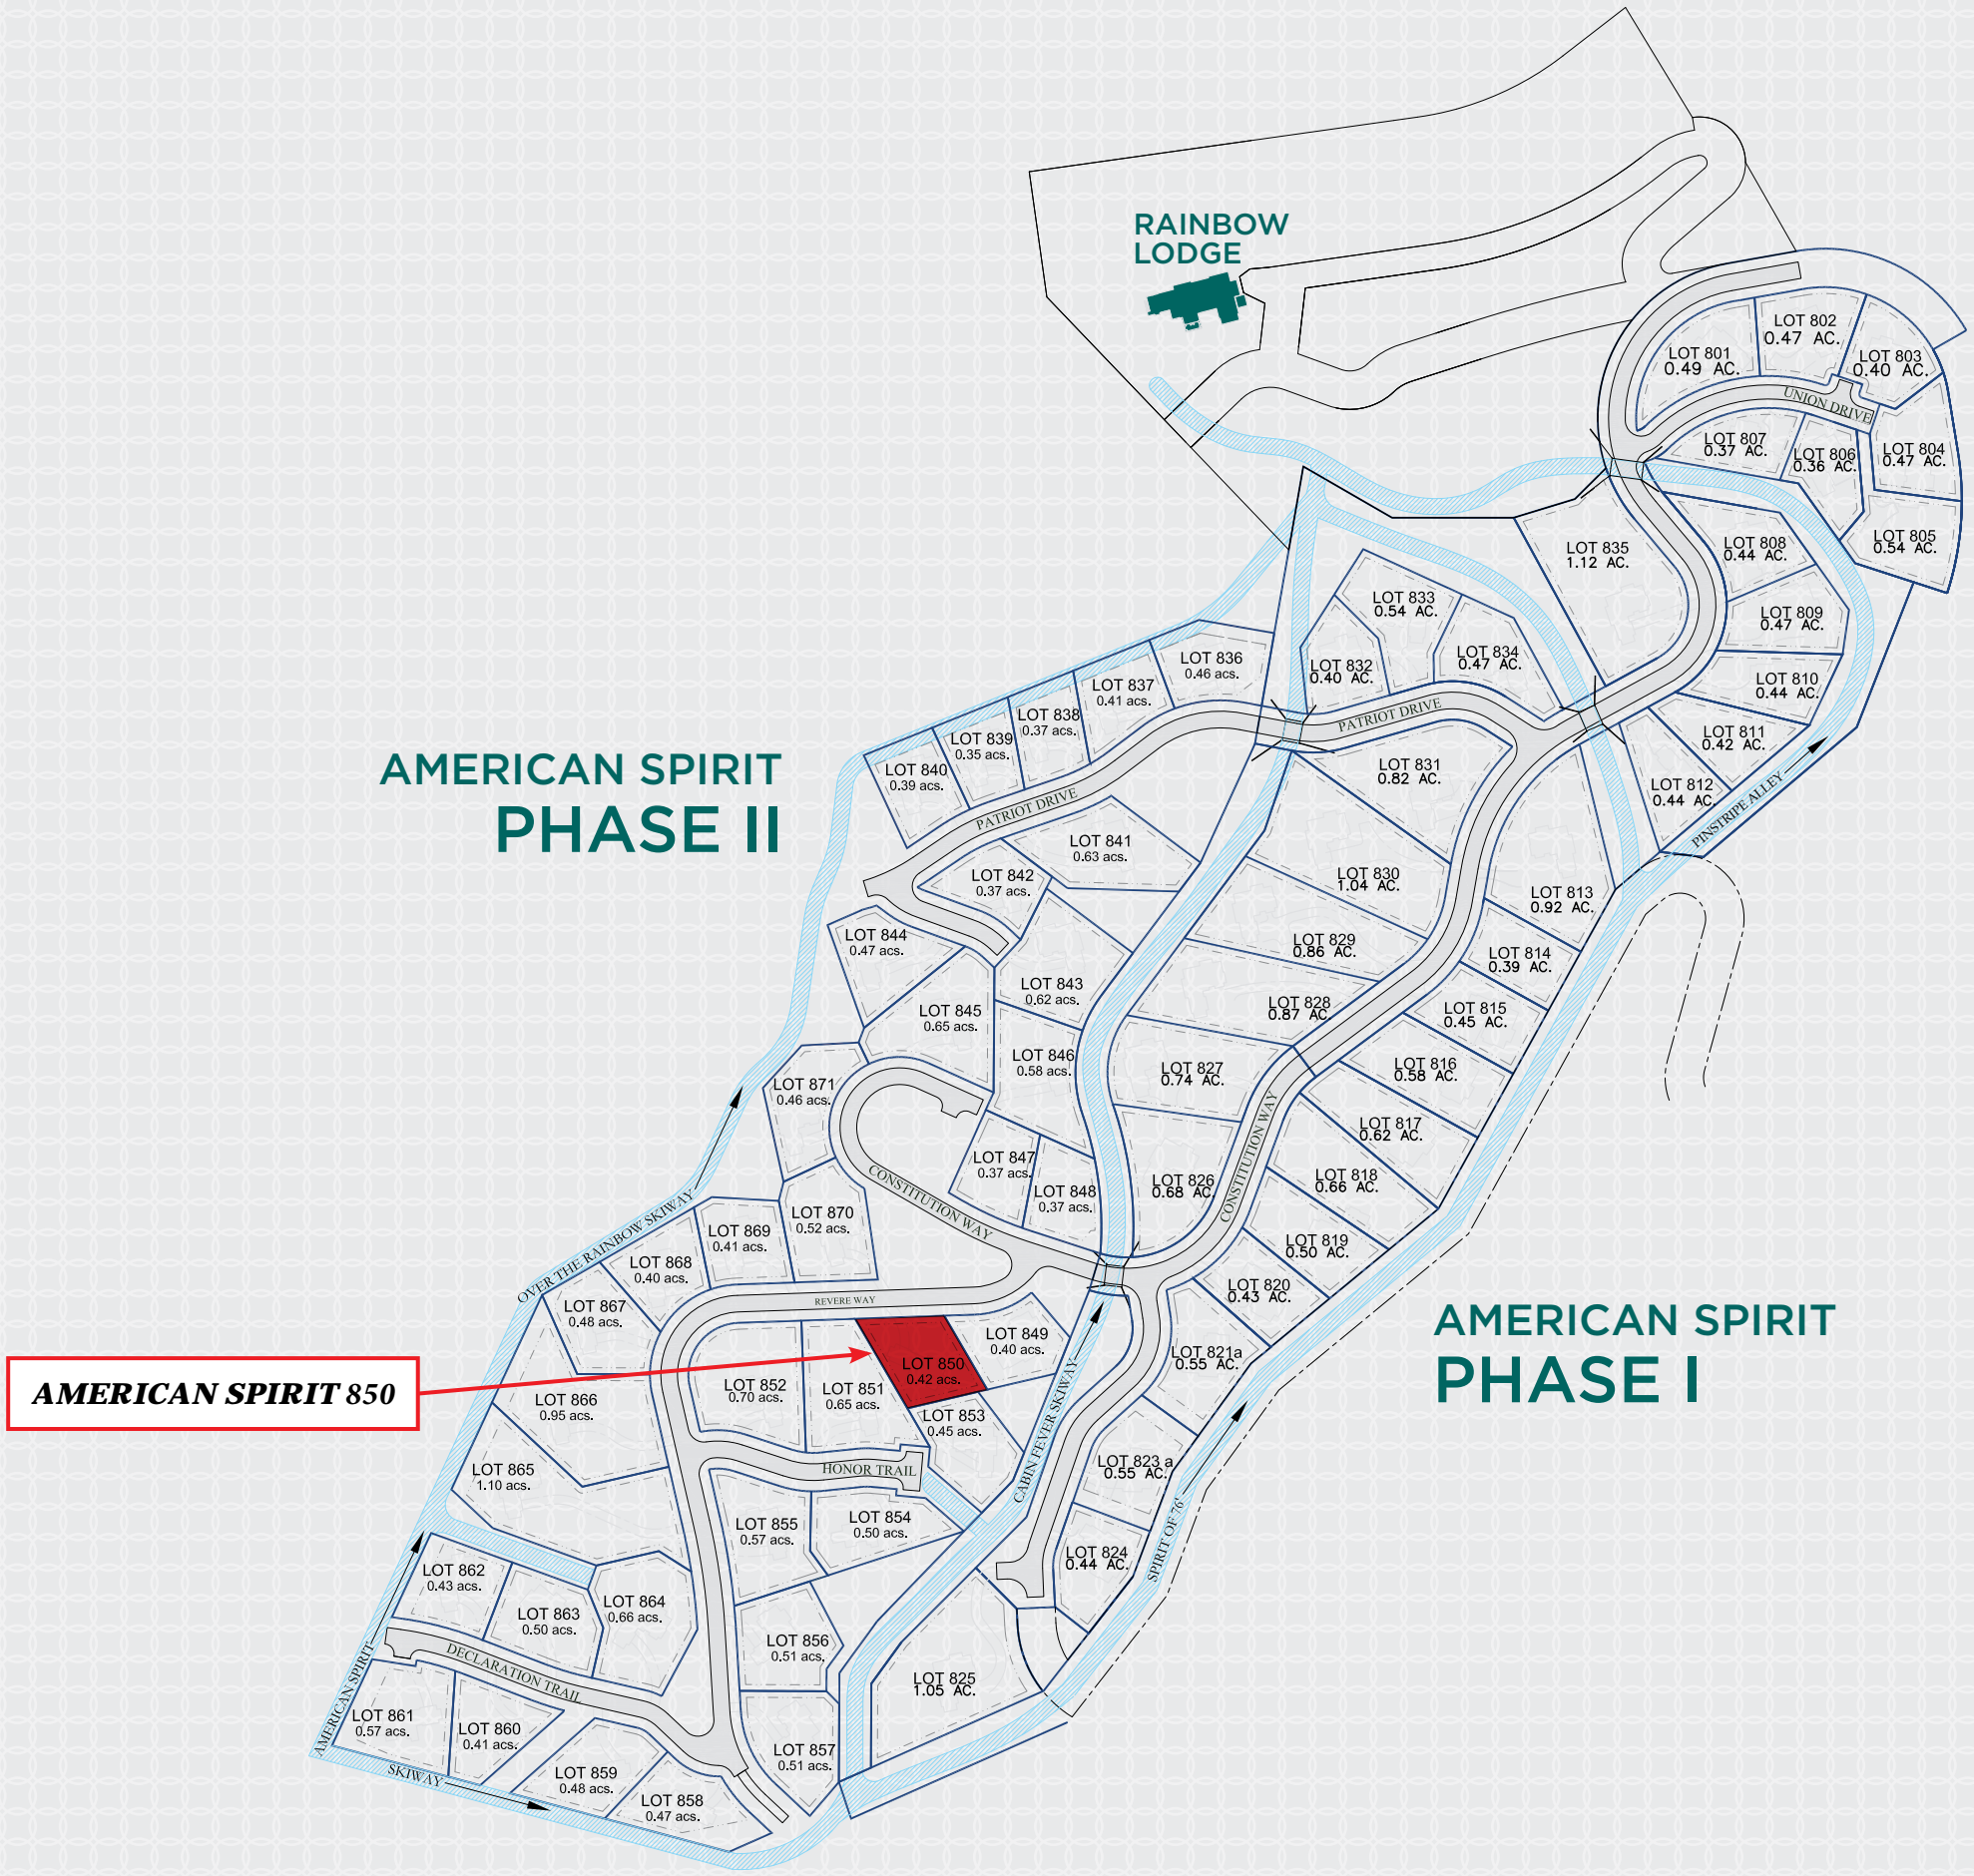 RAINBOW
LODGE
LOT 801
0.49 AC.
LOT 802
0.47 AC.
LOT 803
0.40 AC.
UNION DRIVE
LOT 807
0.37 AC.
LOT 806
0.36 AC.
LOT 804
0.47 AC.
LOT 805
0.54 AC.
LOT 835
1.12 AC.
LOT 808
0.44 AC.
LOT 809
0.47 AC.
LOT 810
0.44 AC.
LOT 811
0.42 AC.
LOT 812
0.44 AC.
PINSTRIPE ALLEY
LOT 833
0.54 AC.
LOT 834
0.47 AC.
LOT 832
0.40 AC.
PATRIOT DRIVE
LOT 836
0.46 acs.
LOT 837
0.41 acs.
LOT 838
0.37 acs.
LOT 839
0.35 acs.
LOT 840
0.39 acs.
PATRIOT DRIVE
AMERICAN SPIRIT
PHASE II
LOT 831
0.82 AC.
LOT 830
1.04 AC.
LOT 829
0.86 AC.
LOT 828
0.87 AC.
LOT 827
0.74 AC.
LOT 826
0.68 AC.
LOT 813
0.92 AC.
LOT 814
0.39 AC.
LOT 815
0.45 AC.
LOT 816
0.58 AC.
LOT 817
0.62 AC.
LOT 818
0.66 AC.
LOT 819
0.50 AC.
LOT 820
0.43 AC.
CONSTITUTION WAY
LOT 841
0.63 acs.
LOT 842
0.37 acs.
LOT 844
0.47 acs.
LOT 843
0.62 acs.
LOT 845
0.65 acs.
LOT 846
0.58 acs.
LOT 871
0.46 acs.
LOT 847
0.37 acs.
LOT 848
0.37 acs.
CONSTITUTION WAY
LOT 870
0.52 acs.
LOT 869
0.41 acs.
LOT 868
0.40 acs.
LOT 867
0.48 acs.
OVER THE RAINBOW SKIWAY
REVERE WAY
LOT 849
0.40 acs.
LOT 850
0.42 acs.
LOT 851
0.65 acs.
LOT 852
0.70 acs.
LOT 853
0.45 acs.
AMERICAN SPIRIT 850
LOT 866
0.95 acs.
LOT 865
1.10 acs.
HONOR TRAIL
CABIN FEVER SKIWAY
LOT 821a
0.55 AC.
LOT 823 a
0.55 AC.
LOT 824
0.44 AC.
SPIRIT OF 76'
AMERICAN SPIRIT
PHASE I
LOT 854
0.50 acs.
LOT 855
0.57 acs.
LOT 862
0.43 acs.
LOT 863
0.50 acs.
LOT 864
0.66 acs.
LOT 856
0.51 acs.
LOT 825
1.05 AC.
DECLARATION TRAIL
AMERICAN SPIRIT
LOT 861
0.57 acs.
LOT 860
0.41 acs.
LOT 857
0.51 acs.
LOT 859
0.48 acs.
LOT 858
0.47 acs.
SKIWAY